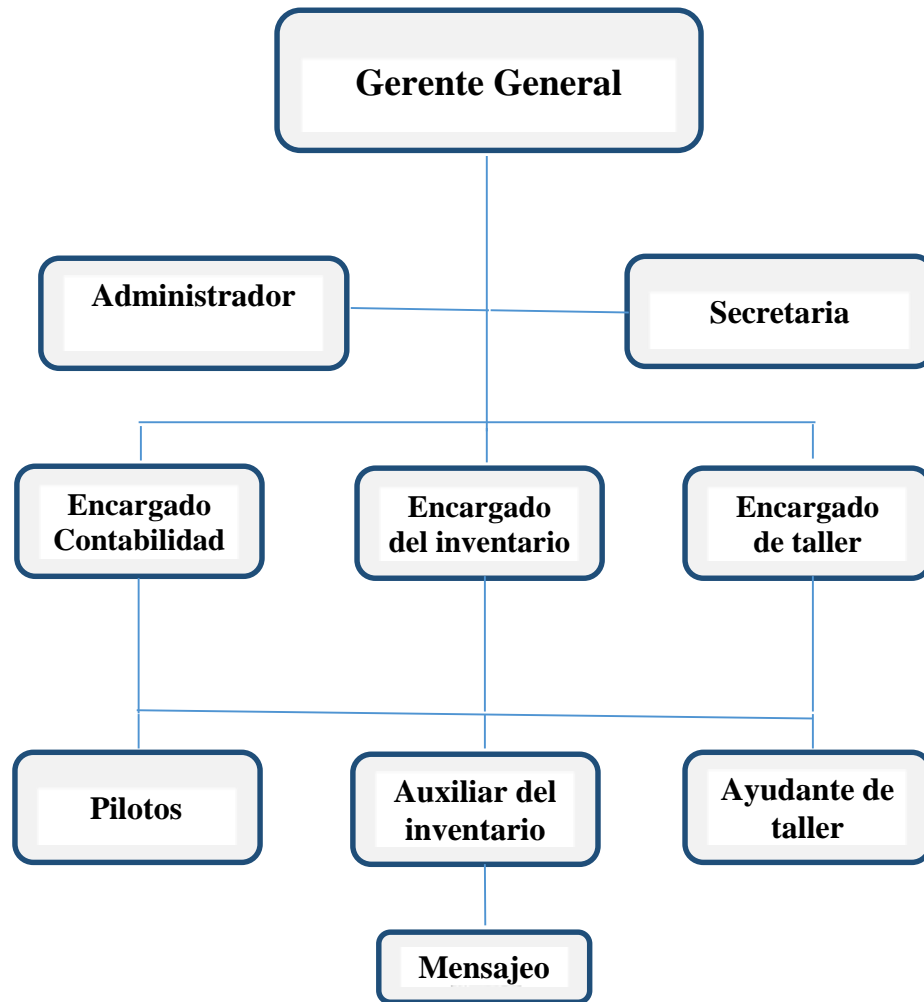 Gerente General
Administrador
Secretaria
Encargado
Contabilidad
Encargado
del inventario
Encargado
de taller
Pilotos
Auxiliar del
inventario
Ayudante de
taller
Mensajeo